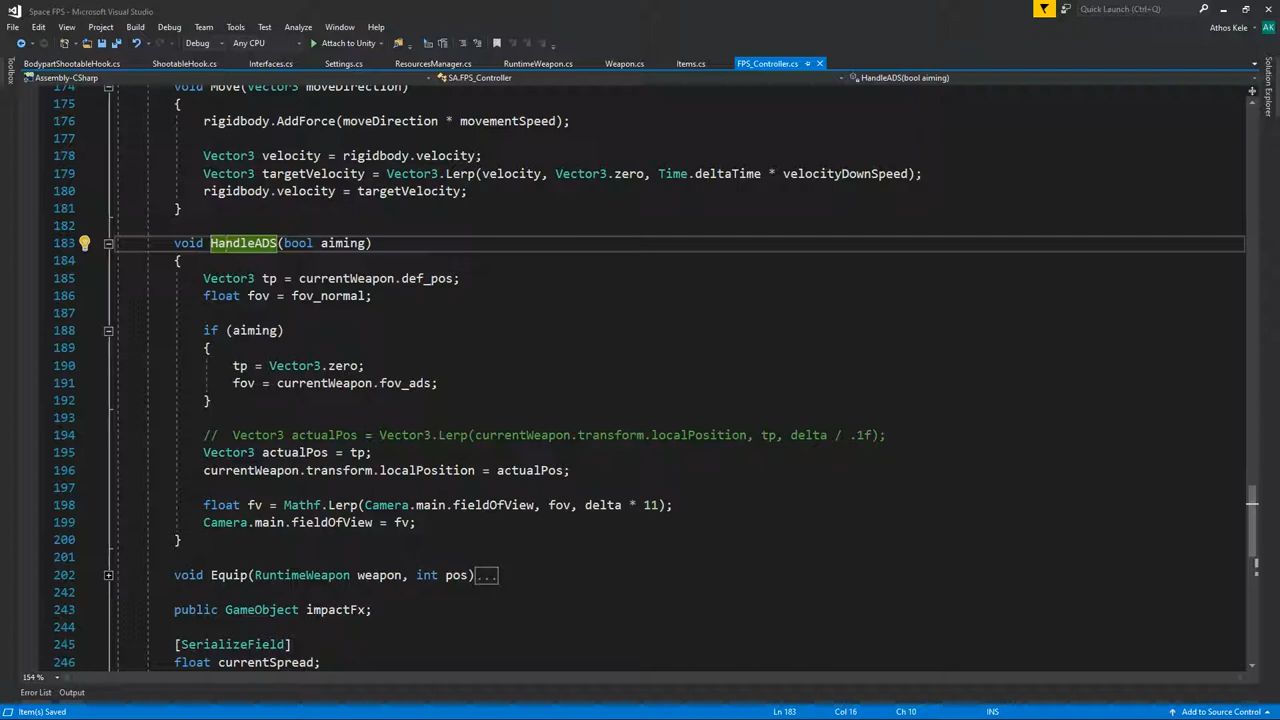 Space FPS - Microsoft Visual Studio
Quick Launch (Ctrl+Q)
File Edit View Project Build Debug Team Tools Test Analyze Window Help
Athos Kele AK
Debug Any CPU Attach to Unity
BodypartShootableHook.cs ShootableHook.cs Interfaces.cs Settings.cs ResourcesManager.cs RuntimeWeapon.cs Weapon.cs Items.cs FPS_Controller.cs
Assembly-CSharp SA.FPS_Controller HandleADS(bool aiming)
Toolbox
Solution Explorer
174 void Move(Vector3 moveDirection)
175 {
176 rigidbody.AddForce(moveDirection * movementSpeed);
177
178 Vector3 velocity = rigidbody.velocity;
179 Vector3 targetVelocity = Vector3.Lerp(velocity, Vector3.zero, Time.deltaTime * velocityDownSpeed);
180 rigidbody.velocity = targetVelocity;
181 }
182
183 void HandleADS(bool aiming)
184 {
185 Vector3 tp = currentWeapon.def_pos;
186 float fov = fov_normal;
187
188 if (aiming)
189 {
190 tp = Vector3.zero;
191 fov = currentWeapon.fov_ads;
192 }
193
194 // Vector3 actualPos = Vector3.Lerp(currentWeapon.transform.localPosition, tp, delta / .1f);
195 Vector3 actualPos = tp;
196 currentWeapon.transform.localPosition = actualPos;
197
198 float fv = Mathf.Lerp(Camera.main.fieldOfView, fov, delta * 11);
199 Camera.main.fieldOfView = fv;
200 }
201
202 void Equip(RuntimeWeapon weapon, int pos)...
242
243 public GameObject impactFx;
244
245 [SerializeField]
246 float currentSpread;
154 %
Error List Output
Item(s) Saved Ln 183 Col 16 Ch 10 INS Add to Source Control